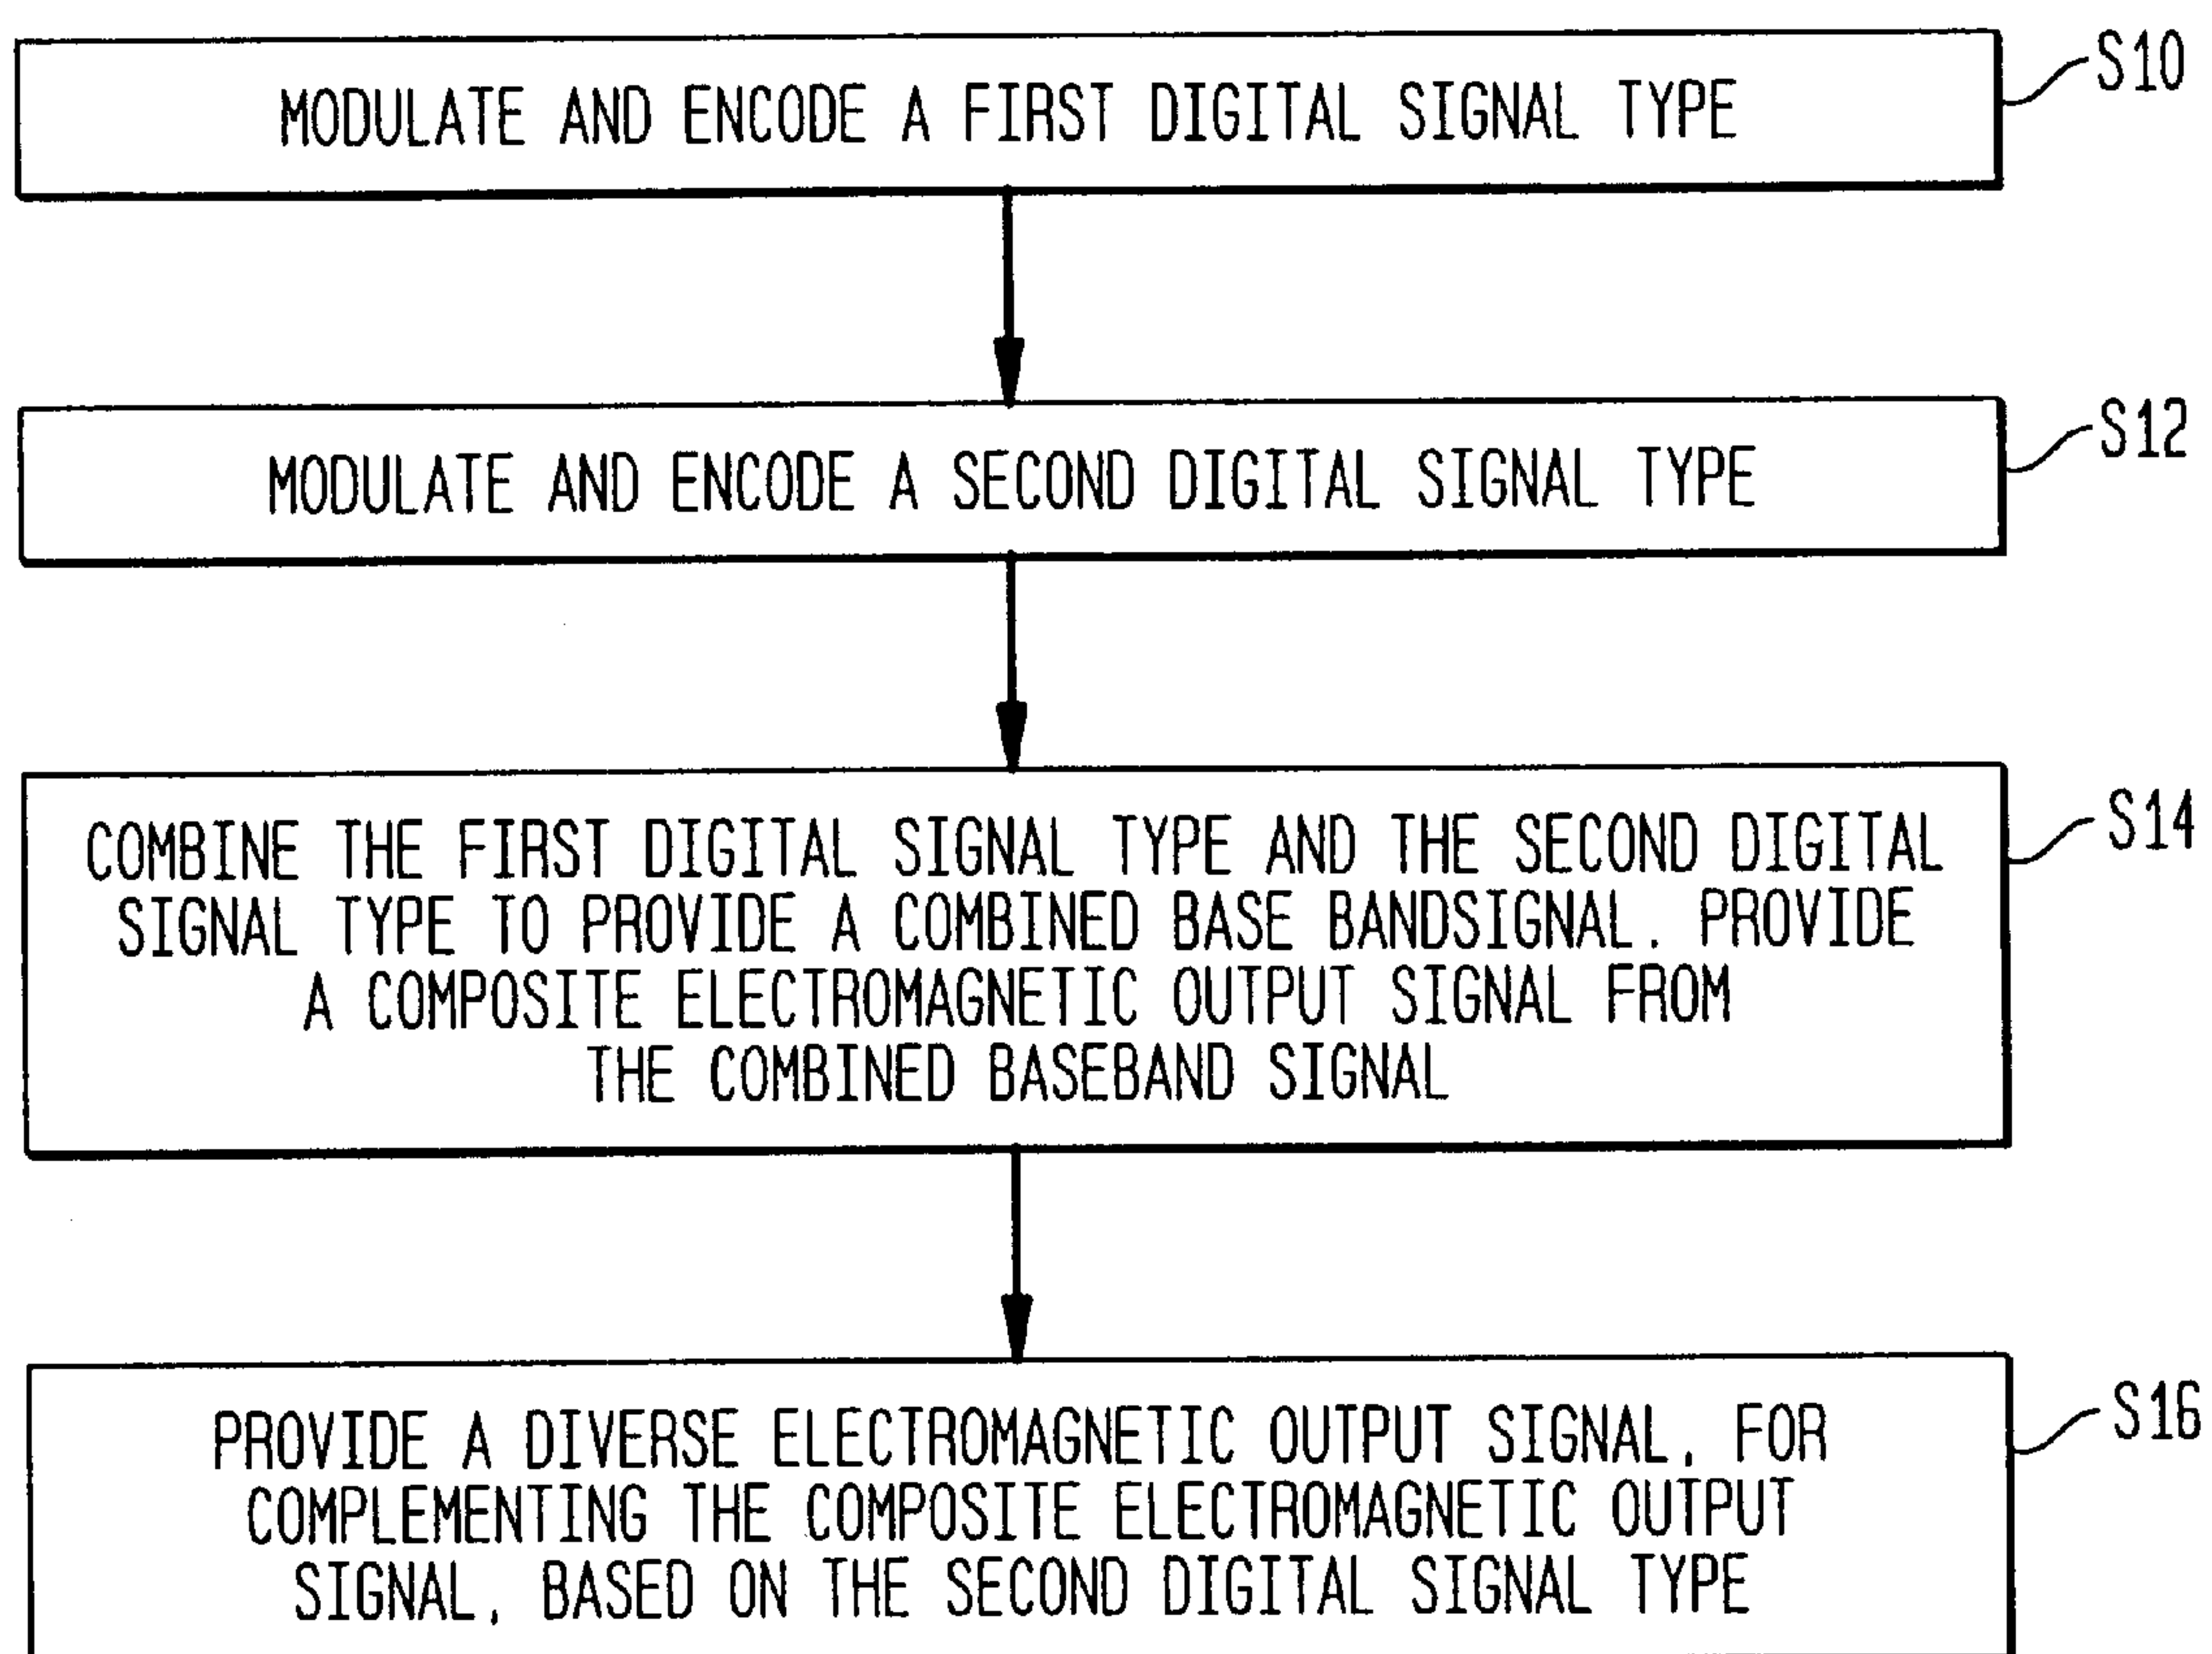 MODULATE AND ENCODE A FIRST DIGITAL SIGNAL TYPE
S10
MODULATE AND ENCODE A SECOND DIGITAL SIGNAL TYPE
S12
COMBINE THE FIRST DIGITAL SIGNAL TYPE AND THE SECOND DIGITAL
SIGNAL TYPE TO PROVIDE A COMBINED BASE BANDSIGNAL. PROVIDE
A COMPOSITE ELECTROMAGNETIC OUTPUT SIGNAL FROM
THE COMBINED BASEBAND SIGNAL
S14
PROVIDE A DIVERSE ELECTROMAGNETIC OUTPUT SIGNAL, FOR
COMPLEMENTING THE COMPOSITE ELECTROMAGNETIC OUTPUT
SIGNAL, BASED ON THE SECOND DIGITAL SIGNAL TYPE
S16